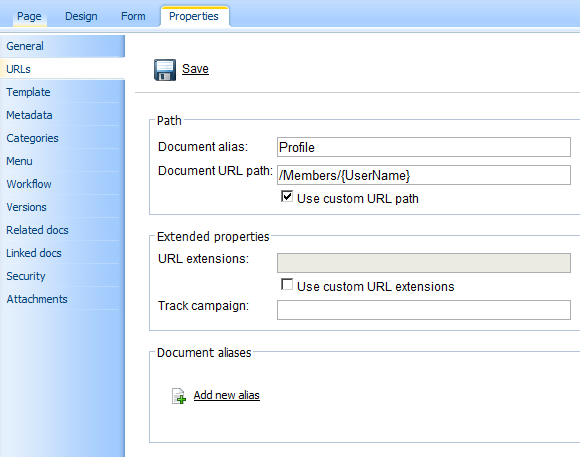 Page Design Form Properties
General
URLs
Template
Metadata
Categories
Menu
Workflow
Versions
Related docs
Linked docs
Security
Attachments
Save
Path
Document alias: Profile
Document URL path: /Members/{UserName}
Use custom URL path
Extended properties
URL extensions:
Use custom URL extensions
Track campaign:
Document aliases
Add new alias